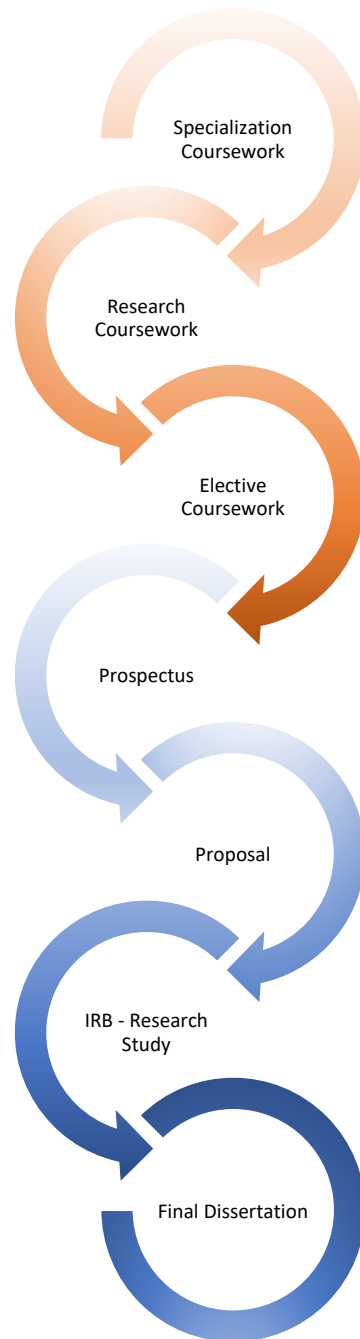 Specialization
Coursework
Research
Coursework
Elective
Coursework
Prospectus
Proposal
IRB - Research
Study
Final Dissertation